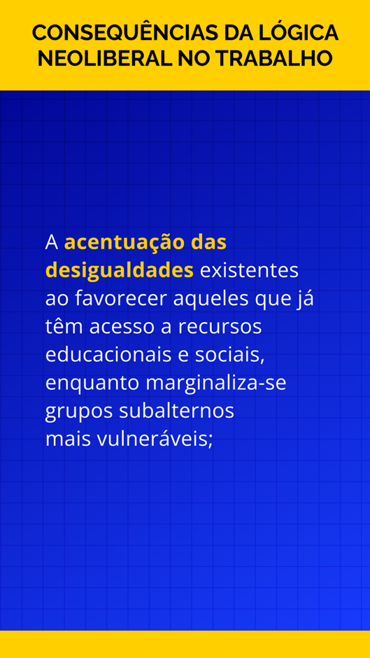 CONSEQUÊNCIAS DA LÓGICA
NEOLIBERAL NO TRABALHO
A acentuação das
desigualdades existentes
ao favorecer aqueles que já
têm acesso a recursos
educacionais e sociais,
enquanto marginaliza-se
grupos subalternos
mais vulneráveis;